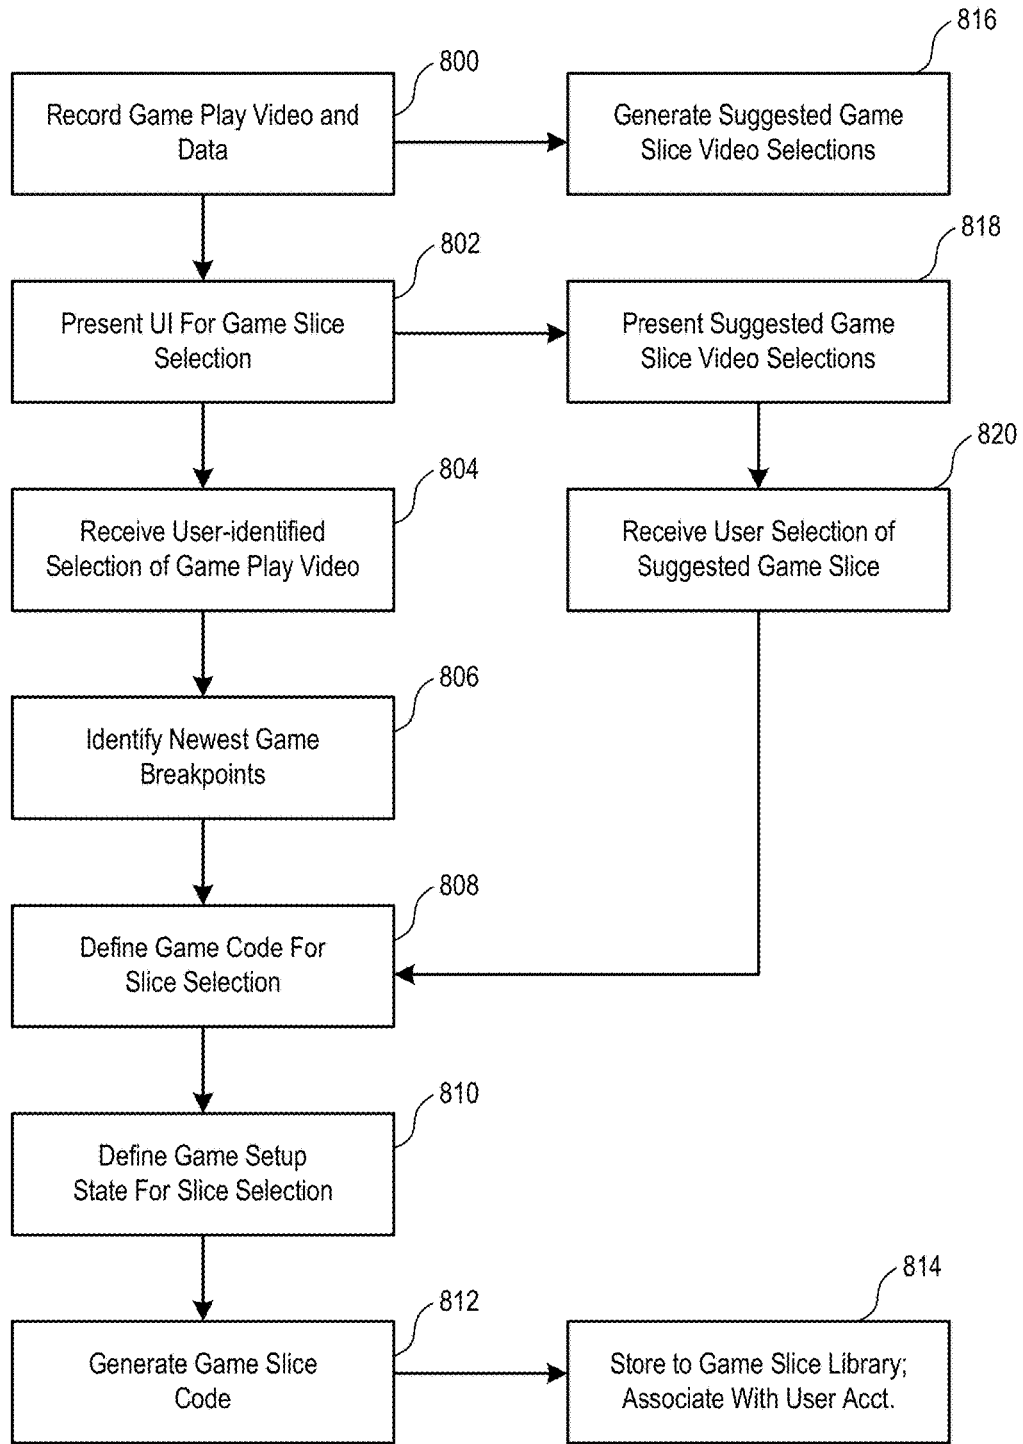 800
Record Game Play Video and
Data
816
Generate Suggested Game
Slice Video Selections
802
Present UI For Game Slice
Selection
818
Present Suggested Game
Slice Video Selections
804
Receive User-identified
Selection of Game Play Video
820
Receive User Selection of
Suggested Game Slice
806
Identify Newest Game
Breakpoints
808
Define Game Code For
Slice Selection
810
Define Game Setup
State For Slice Selection
812
Generate Game Slice
Code
814
Store to Game Slice Library;
Associate With User Acct.